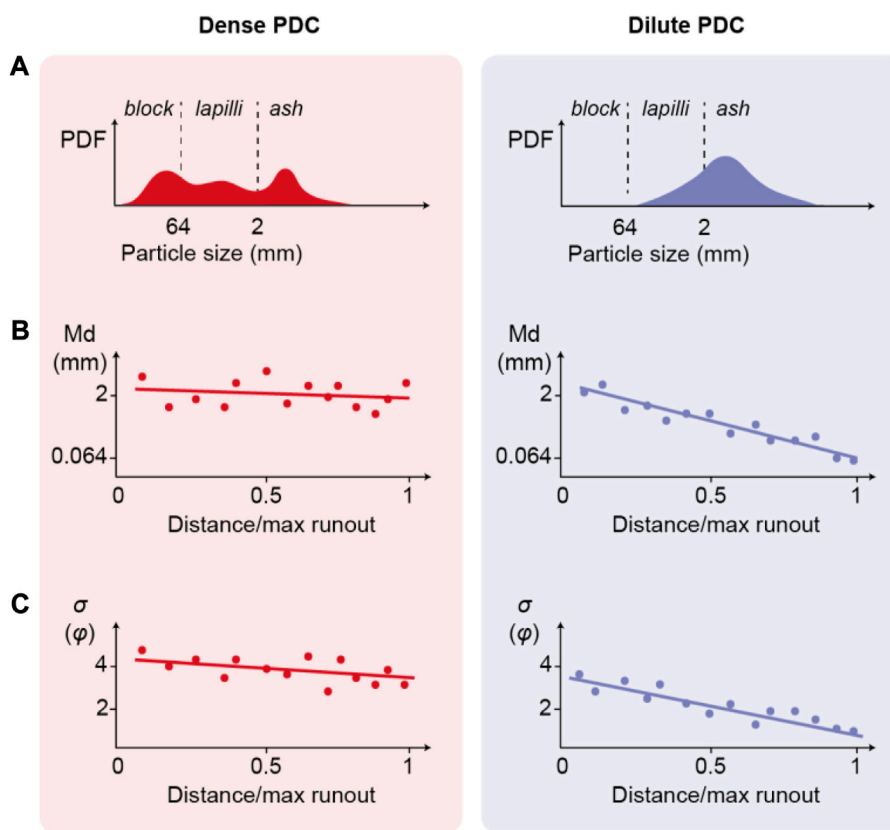 Dense PDC
Dilute PDC
A
block lapilli ash
PDF
64 2
Particle size (mm)
block lapilli ash
PDF
64 2
Particle size (mm)
B
Md
(mm)
2
0.064
0 0.5 1
Distance/max runout
Md
(mm)
2
0.064
0 0.5 1
Distance/max runout
C
σ
(φ)
4
2
0 0.5 1
Distance/max runout
σ
(φ)
4
2
0 0.5 1
Distance/max runout